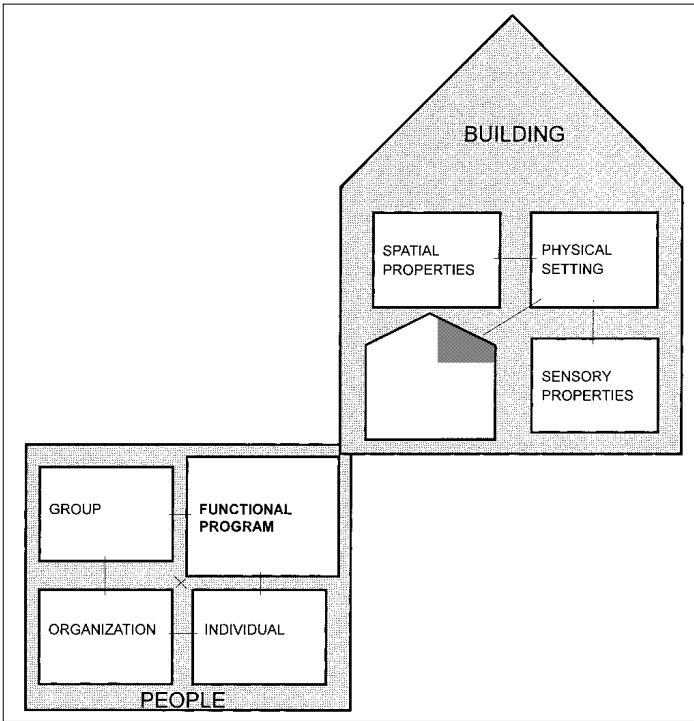 BUILDING
SPATIAL
PROPERTIES
PHYSICAL
SETTING
SENSORY
PROPERTIES
GROUP
FUNCTIONAL
PROGRAM
ORGANIZATION
INDIVIDUAL
PEOPLE